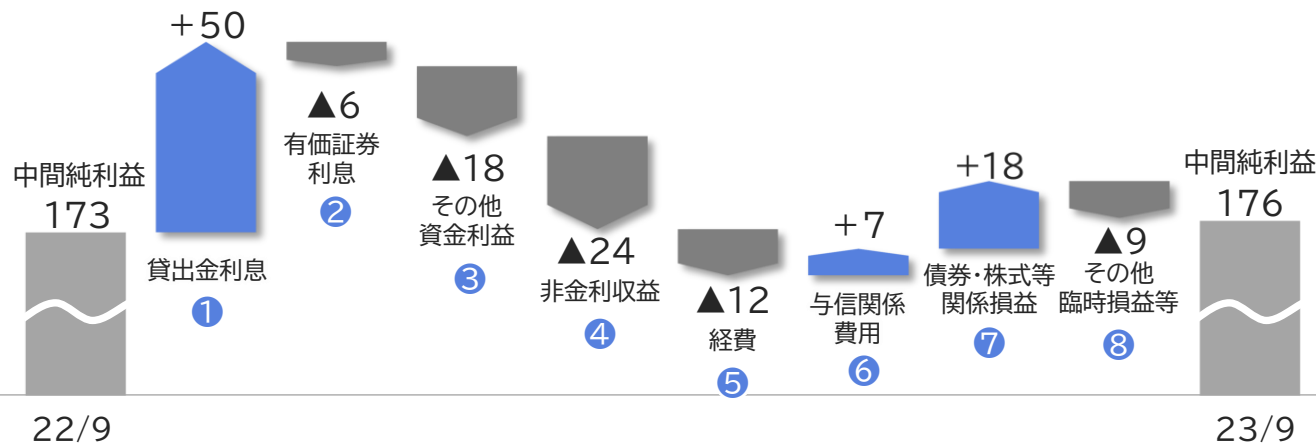 中間純利益
173
22/9
+50
貸出金利息
❶
▲6
有価証券
利息
❷
▲18
その他
資金利益
❸
▲24
非金利収益
❹
▲12
経費
❺
+7
与信関係
費用
❻
+18
債券・株式等
関係損益
❼
▲9
その他
臨時損益等
❽
中間純利益
176
23/9